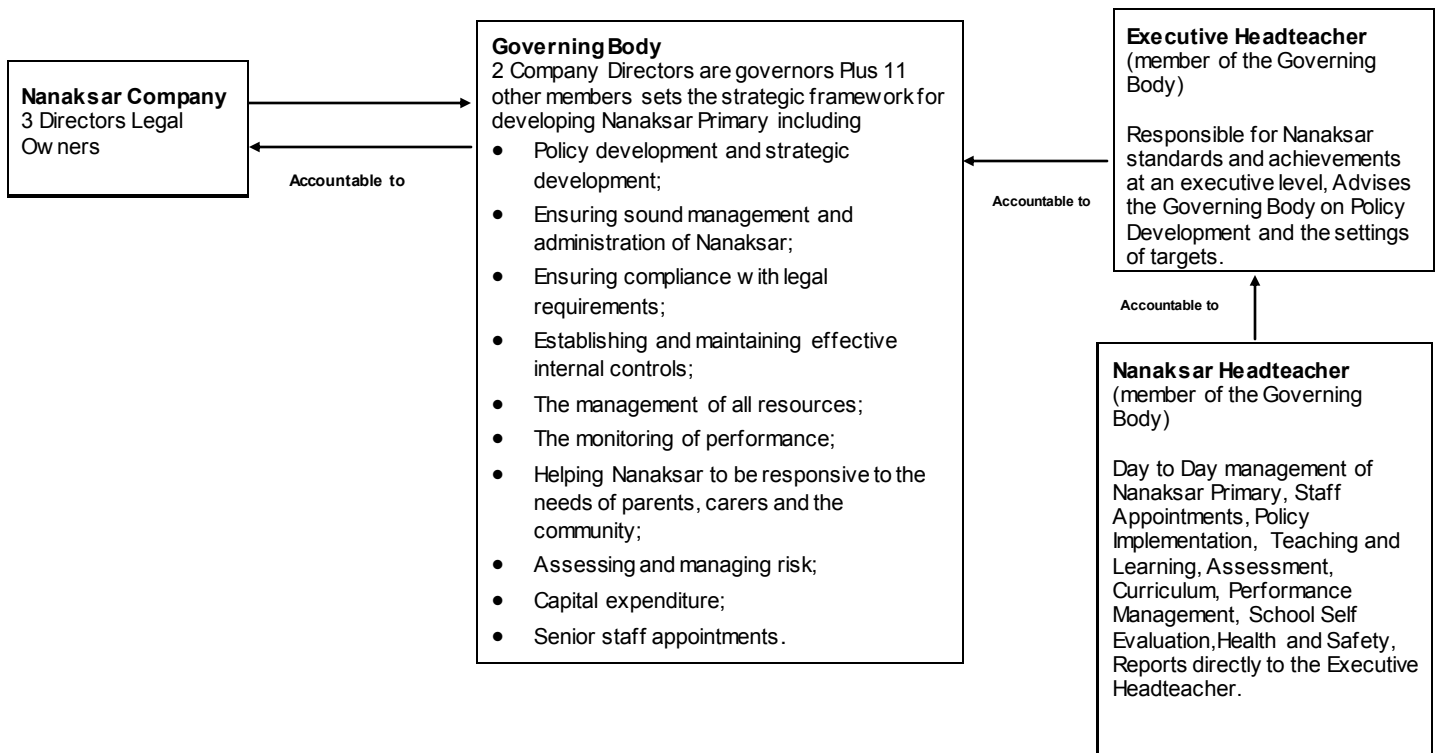 Nanaksar Company
3 Directors Legal
Owners
Accountable to
Governing Body
2 Company Directors are governors Plus 11
other members sets the strategic framework for
developing Nanaksar Primary including
• Policy development and strategic
development;
• Ensuring sound management and
administration of Nanaksar;
• Ensuring compliance with legal
requirements;
• Establishing and maintaining effective
internal controls;
• The management of all resources;
• The monitoring of performance;
• Helping Nanaksar to be responsive to the
needs of parents, carers and the
community;
• Assessing and managing risk;
• Capital expenditure;
• Senior staff appointments.
Accountable to
Executive Headteacher
(member of the Governing
Body)
Responsible for Nanaksar
standards and achievements
at an executive level, Advises
the Governing Body on Policy
Development and the settings
of targets.
Accountable to
Nanaksar Headteacher
(member of the Governing
Body)
Day to Day management of
Nanaksar Primary, Staff
Appointments, Policy
Implementation, Teaching and
Learning, Assessment,
Curriculum, Performance
Management, School Self
Evaluation,Health and Safety,
Reports directly to the Executive
Headteacher.